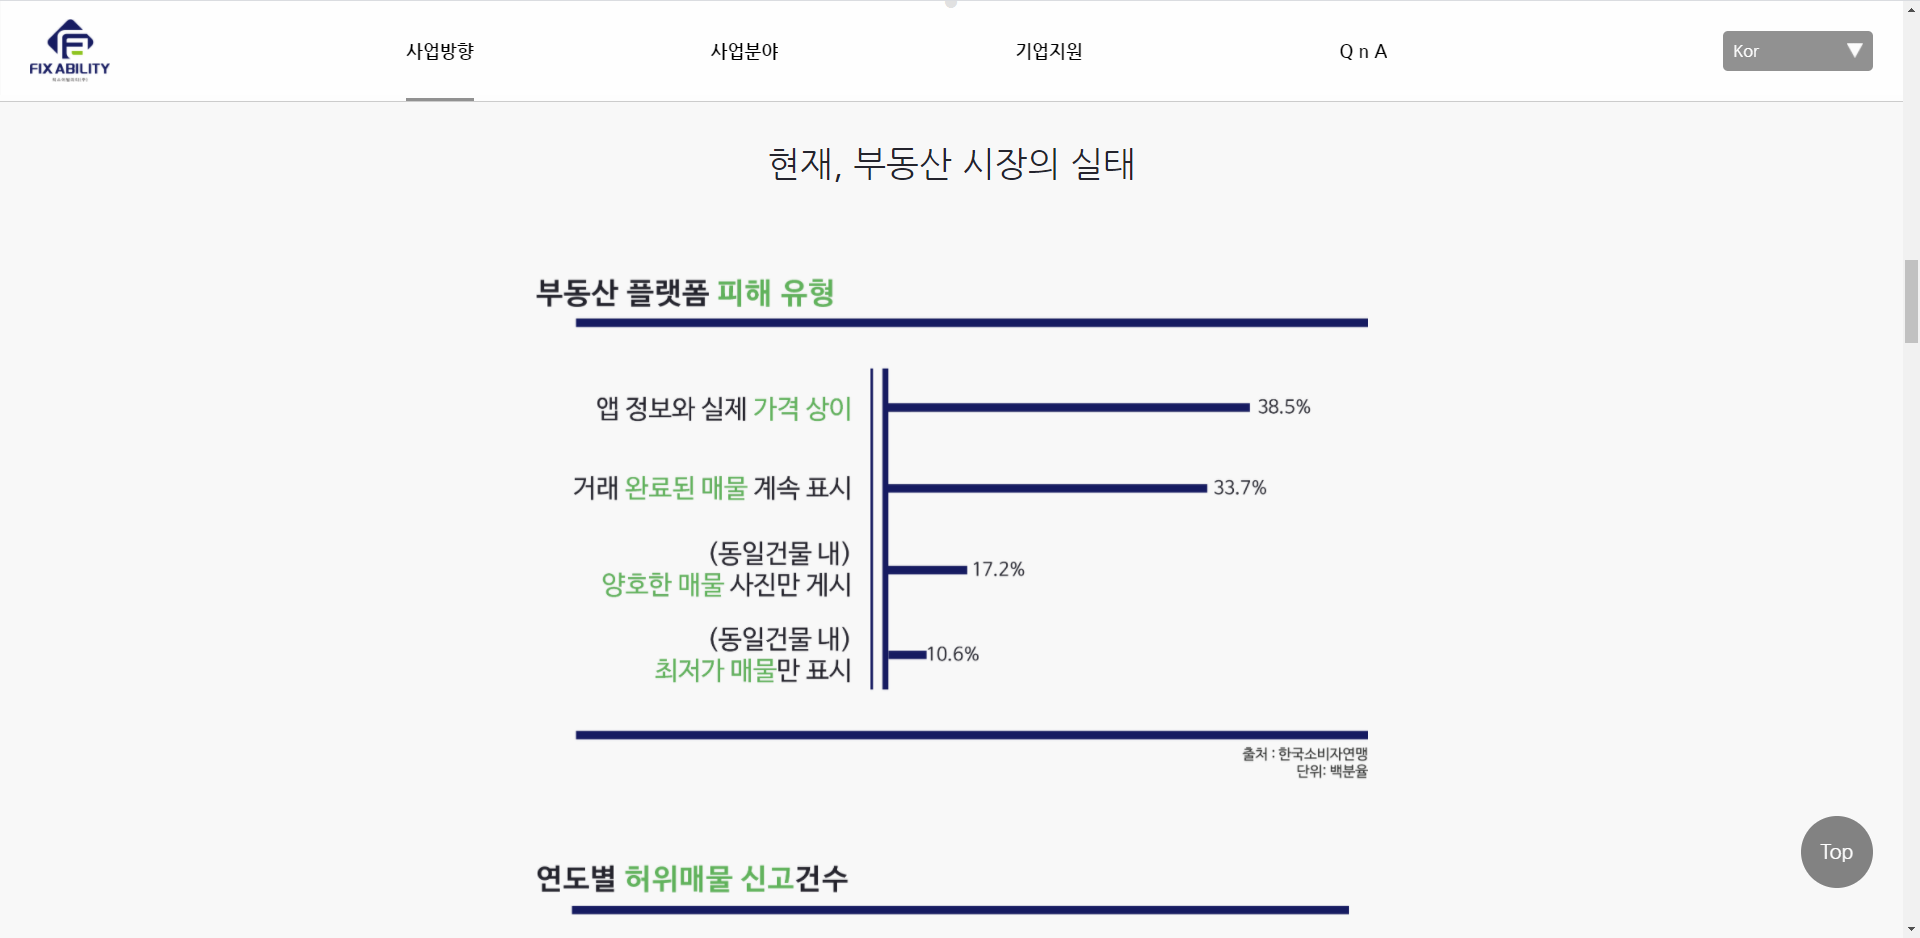 FIX ABILITY
사업방향
사업분야
기업지원
Q n A
Kor
현재, 부동산 시장의 실태
부동산 플랫폼 피해 유형
앱 정보와 실제 가격 상이
38.5%
거래 완료된 매물 계속 표시
33.7%
(동일건물 내)
양호한 매물 사진만 게시
17.2%
(동일건물 내)
최저가 매물만 표시
10.6%
출처 : 한국소비자연맹
단위: 백분율
Top
연도별 허위매물 신고건수